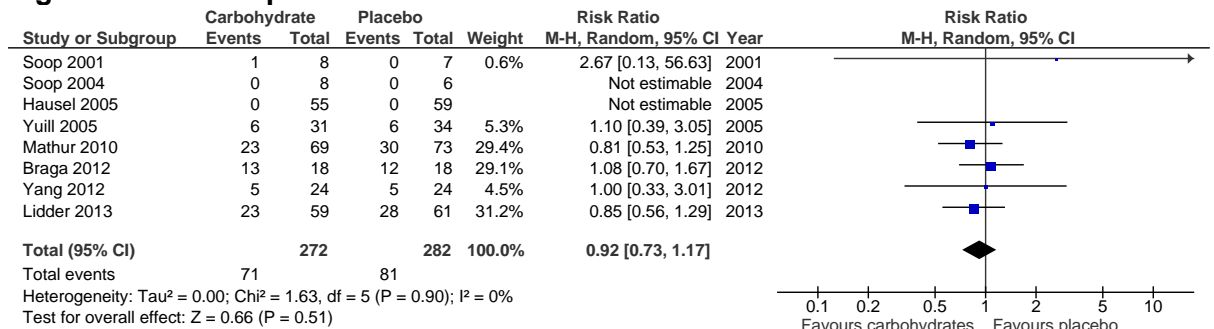 Carbohydrate Placebo Risk Ratio Risk Ratio
Study or Subgroup Events Total Events Total Weight M-H, Random, 95% CI Year M-H, Random, 95% CI
Soop 2001 1 8 0 7 0.6% 2.67 [0.13, 56.63] 2001
Soop 2004 0 8 0 6 Not estimable 2004
Hausel 2005 0 55 0 59 Not estimable 2005
Yuill 2005 6 31 6 34 5.3% 1.10 [0.39, 3.05] 2005
Mathur 2010 23 69 30 73 29.4% 0.81 [0.53, 1.25] 2010
Braga 2012 13 18 12 18 29.1% 1.08 [0.70, 1.67] 2012
Yang 2012 5 24 5 24 4.5% 1.00 [0.33, 3.01] 2012
Lidder 2013 23 59 28 61 31.2% 0.85 [0.56, 1.29] 2013
Total (95% CI) 272 282 100.0% 0.92 [0.73, 1.17]
Total events 71 81
Heterogeneity: Tau² = 0.00; Chi² = 1.63, df = 5 (P = 0.90); I² = 0%
Test for overall effect: Z = 0.66 (P = 0.51)
0.1 0.2 0.5 1 2 5 10
Favours carbohydrates Favours placebo